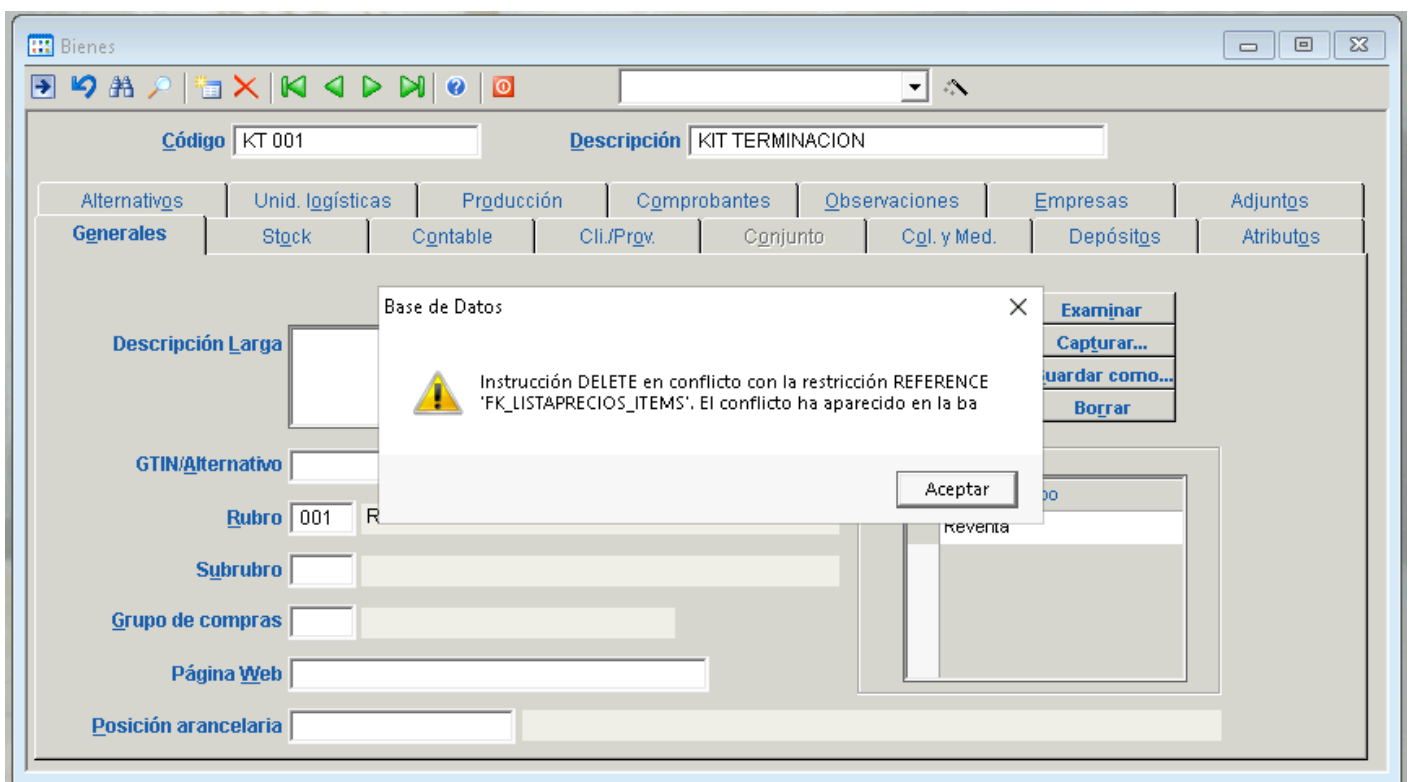 Bienes
Código KT 001 Descripción KIT TERMINACION
Alternativos Unid. logísticas Producción Comprobantes Observaciones Empresas Adjuntos
Generales Stock Contable Cli./Prov. Conjunto Col. y Med. Depósitos Atributos
Base de Datos
Instrucción DELETE en conflicto con la restricción REFERENCE
'FK_LISTAPRECIOS_ITEMS'. El conflicto ha aparecido en la ba
Aceptar
Examinar
Capturar...
uardar como...
Borrar
Descripción Larga
GTIN/Alternativo
po
Reventa
Rubro 001 R
Subrubro
Grupo de compras
Página Web
Posición arancelaria